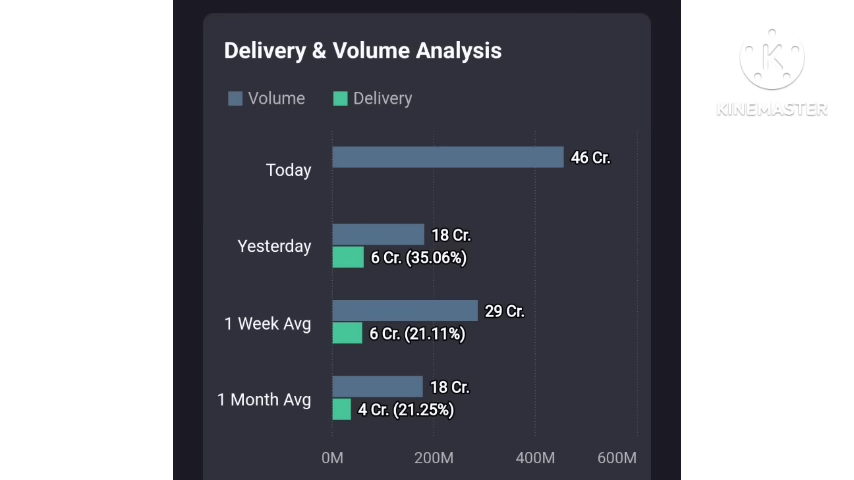 Delivery & Volume Analysis
Volume Delivery
Today 46 Cr.
Yesterday 18 Cr.
6 Cr. (35.06%)
1 Week Avg 29 Cr.
6 Cr. (21.11%)
1 Month Avg 18 Cr.
4 Cr. (21.25%)
0M 200M 400M 600M
K
KINEMASTER